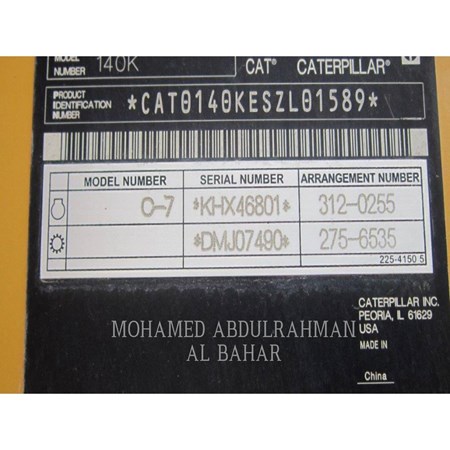 MODEL
NUMBER 140K CAT® CATERPILLAR®
PRODUCT
IDENTIFICATION
NUMBER *CAT0140KESZL01589*
MODEL NUMBER SERIAL NUMBER ARRANGEMENT NUMBER
C-7 *KHX46801* 312-0255
*DMJ07490* 275-6535
225-4150 5
CATERPILLAR INC.
PEORIA, IL 61629
USA
MADE IN
China
MOHAMED ABDULRAHMAN
AL BAHAR